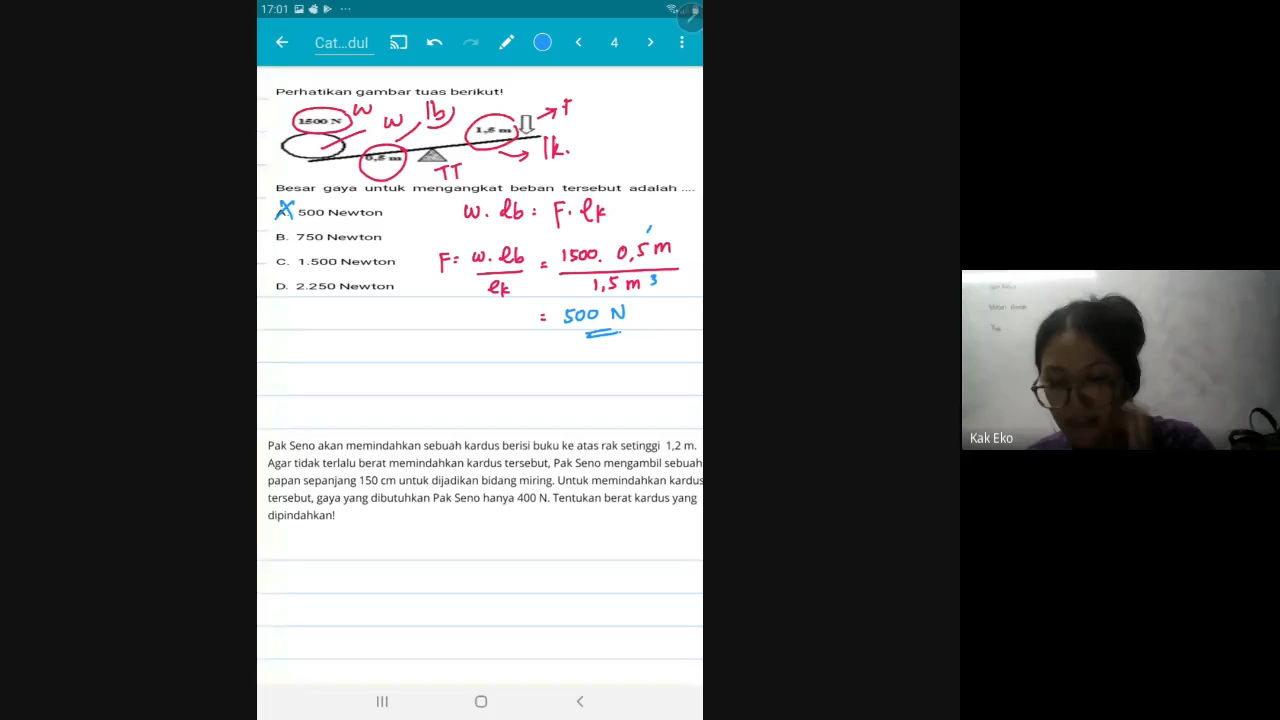 17:01
Cat...dul
4
Perhatikan gambar tuas berikut!
1500 N
w
w
lb
1,5 m
F
0,5 m
lk.
TT
Besar gaya untuk mengangkat beban tersebut adalah ....
A. 500 Newton
w. lb = F. lk
B. 750 Newton
F = w. lb / lk = 1500. 0,5 m / 1,5 m
1
3
C. 1.500 Newton
D. 2.250 Newton
= 500 N
Pak Seno akan memindahkan sebuah kardus berisi buku ke atas rak setinggi 1,2 m.
Agar tidak terlalu berat memindahkan kardus tersebut, Pak Seno mengambil sebuah
papan sepanjang 150 cm untuk dijadikan bidang miring. Untuk memindahkan kardus
tersebut, gaya yang dibutuhkan Pak Seno hanya 400 N. Tentukan berat kardus yang
dipindahkan!
Kak Eko